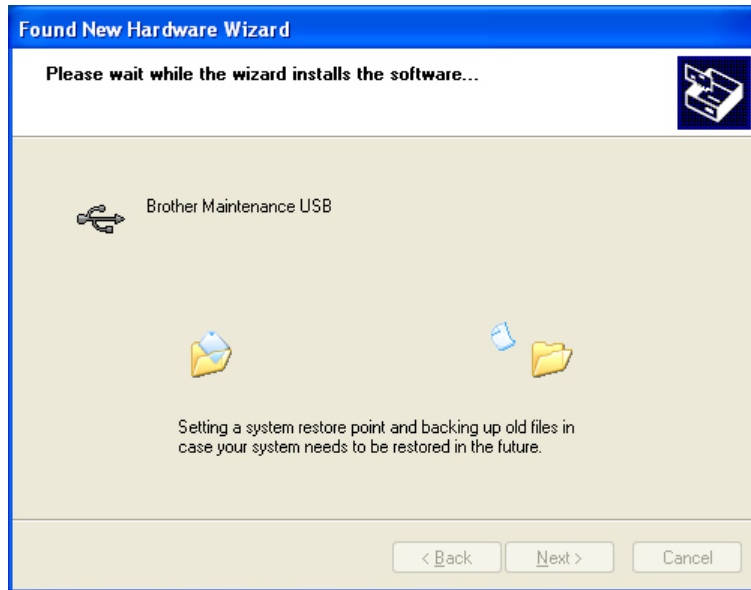 Found New Hardware Wizard
Please wait while the wizard installs the software...
Brother Maintenance USB
Setting a system restore point and backing up old files in
case your system needs to be restored in the future.
< Back
Next >
Cancel